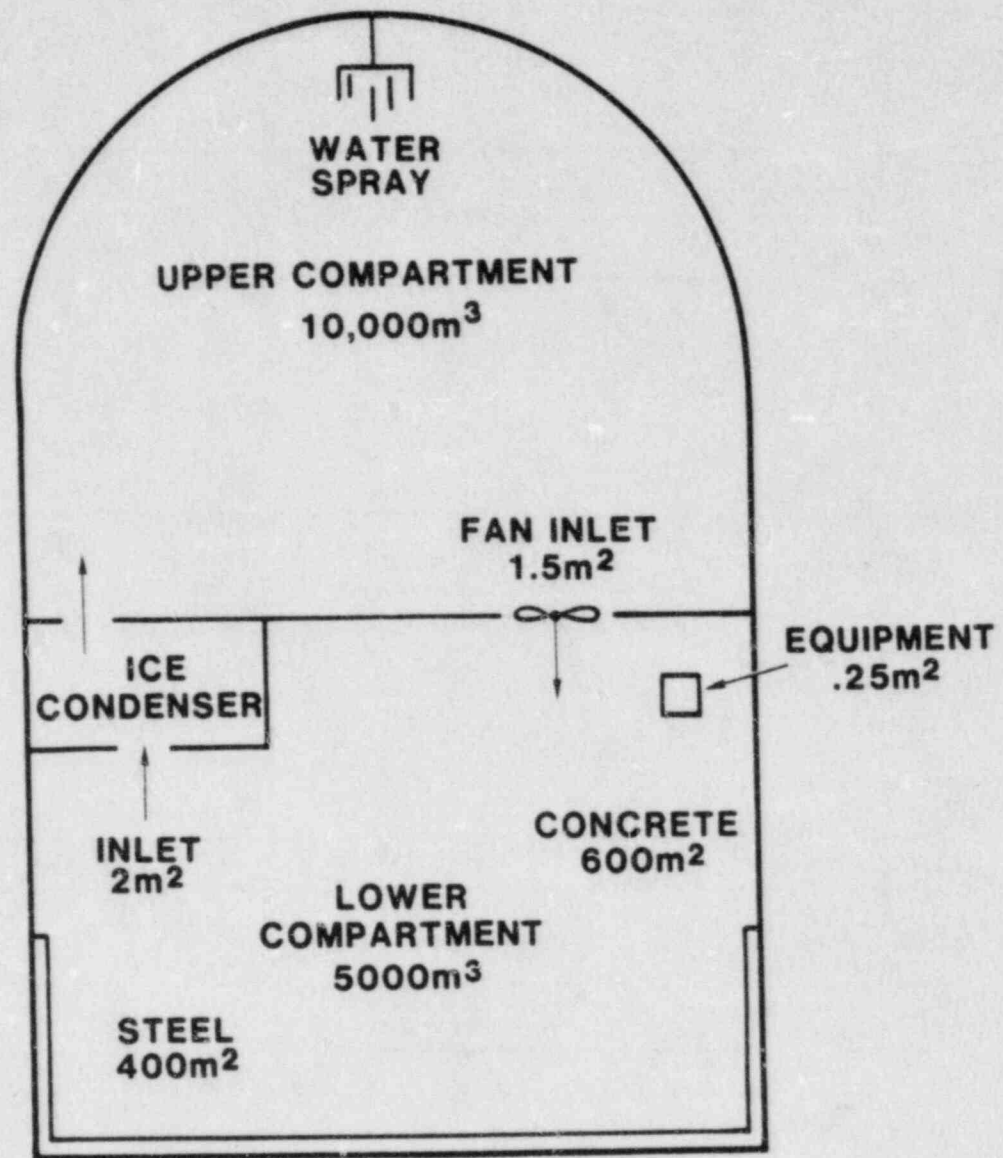 WATER
SPRAY
UPPER COMPARTMENT
10,000m³
FAN INLET
1.5m²
EQUIPMENT
.25m²
ICE
CONDENSER
INLET
2m²
CONCRETE
600m²
LOWER
COMPARTMENT
5000m³
STEEL
400m²